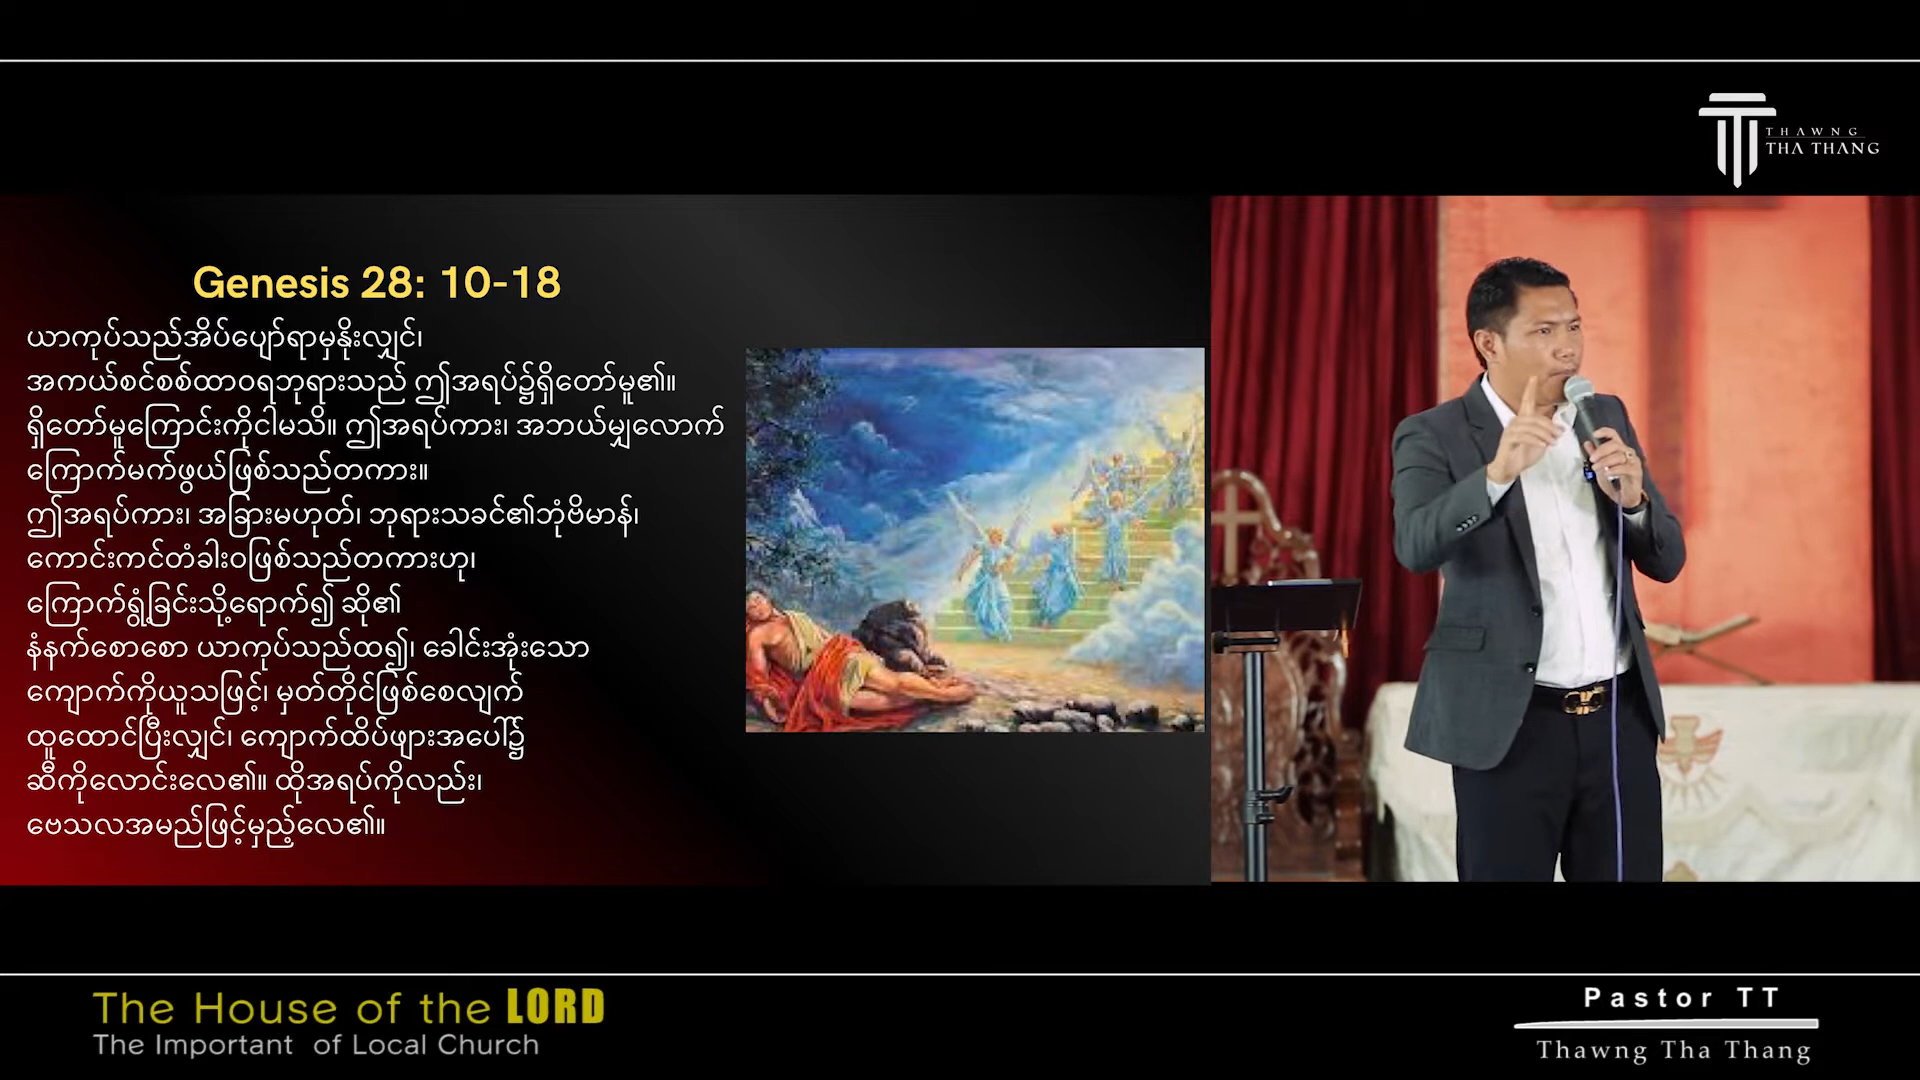 THAWNG
THA THANG
Genesis 28: 10-18
ယာကုပ်သည်အိပ်ပျော်ရာမှနိုးလျှင်၊
အကယ်စင်စစ်ထာဝရဘုရားသည် ဤအရပ်၌ရှိတော်မူ၏။
ရှိတော်မူကြောင်းကိုငါမသိ။ ဤအရပ်ကား၊ အဘယ်မျှလောက်
ကြောက်မက်ဖွယ်ဖြစ်သည်တကား။
ဤအရပ်ကား၊ အခြားမဟုတ်၊ ဘုရားသခင်၏ဘုံဗိမာန်၊
ကောင်းကင်တံခါးဝဖြစ်သည်တကားဟု၊
ကြောက်ရွံ့ခြင်းသို့ရောက်၍ ဆို၏
နံနက်စောစော ယာကုပ်သည်ထ၍၊ ခေါင်းအုံးသော
ကျောက်ကိုယူသဖြင့်၊ မှတ်တိုင်ဖြစ်စေလျက်
ထူထောင်ပြီးလျှင်၊ ကျောက်ထိပ်ဖျားအပေါ်၌
ဆီကိုလောင်းလေ၏။ ထိုအရပ်ကိုလည်း၊
ဗေသလအမည်ဖြင့်မှည့်လေ၏။
The House of the LORD
The Important of Local Church
Pastor TT
Thawng Tha Thang